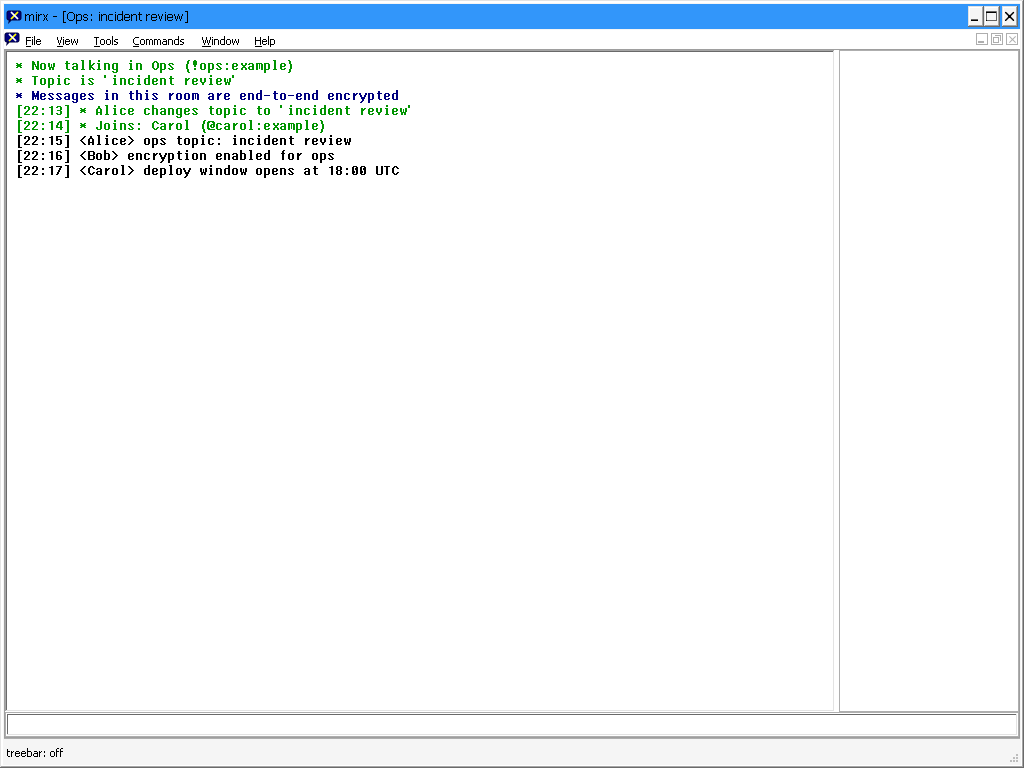 mirx - [Ops: incident review]
File View Tools Commands Window Help
* Now talking in Ops (!ops:example)
* Topic is 'incident review'
* Messages in this room are end-to-end encrypted
[22:13] * Alice changes topic to 'incident review'
[22:14] * Joins: Carol (@carol:example)
[22:15] <Alice> ops topic: incident review
[22:16] <Bob> encryption enabled for ops
[22:17] <Carol> deploy window opens at 18:00 UTC
treebar: off